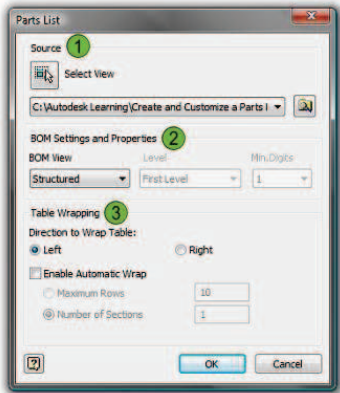 Parts List
Source 1
Select View
C:\Autodesk Learning\Create and Customize a Parts l
BOM Settings and Properties 2
BOM View Level Min.Digits
Structured First Level 1
Table Wrapping 3
Direction to Wrap Table:
Left Right
Enable Automatic Wrap
Maximum Rows 10
Number of Sections 1
? OK Cancel